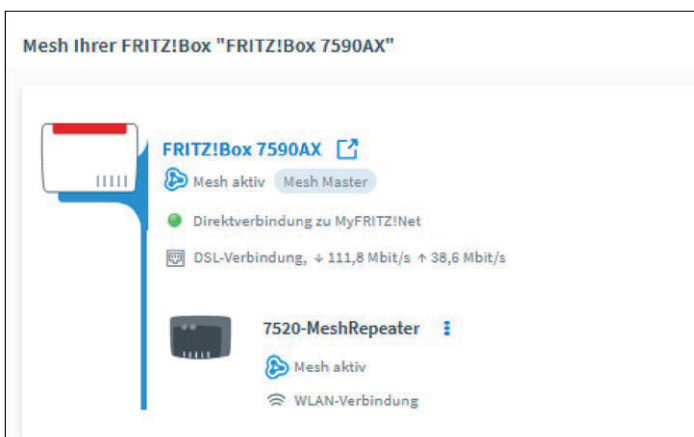 Mesh Ihrer FRITZ!Box "FRITZ!Box 7590AX"
FRITZ!Box 7590AX
Mesh aktiv Mesh Master
Direktverbindung zu MyFRITZ!Net
DSL-Verbindung, ↓ 111,8 Mbit/s ↑ 38,6 Mbit/s
7520-MeshRepeater
Mesh aktiv
WLAN-Verbindung